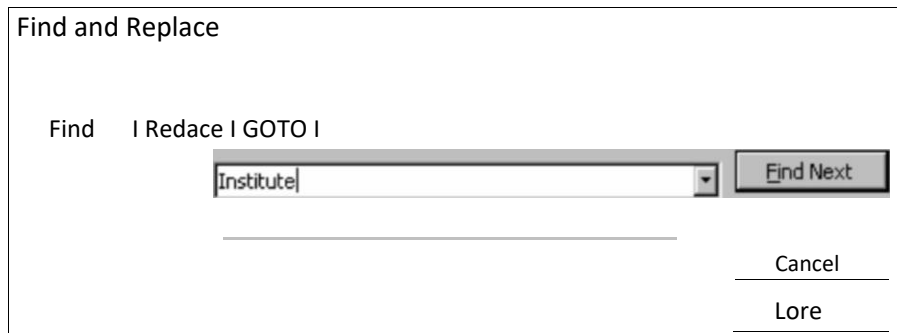 Find and Replace
Find I Redace I GOTO I
Institute Find Next
Cancel
Lore